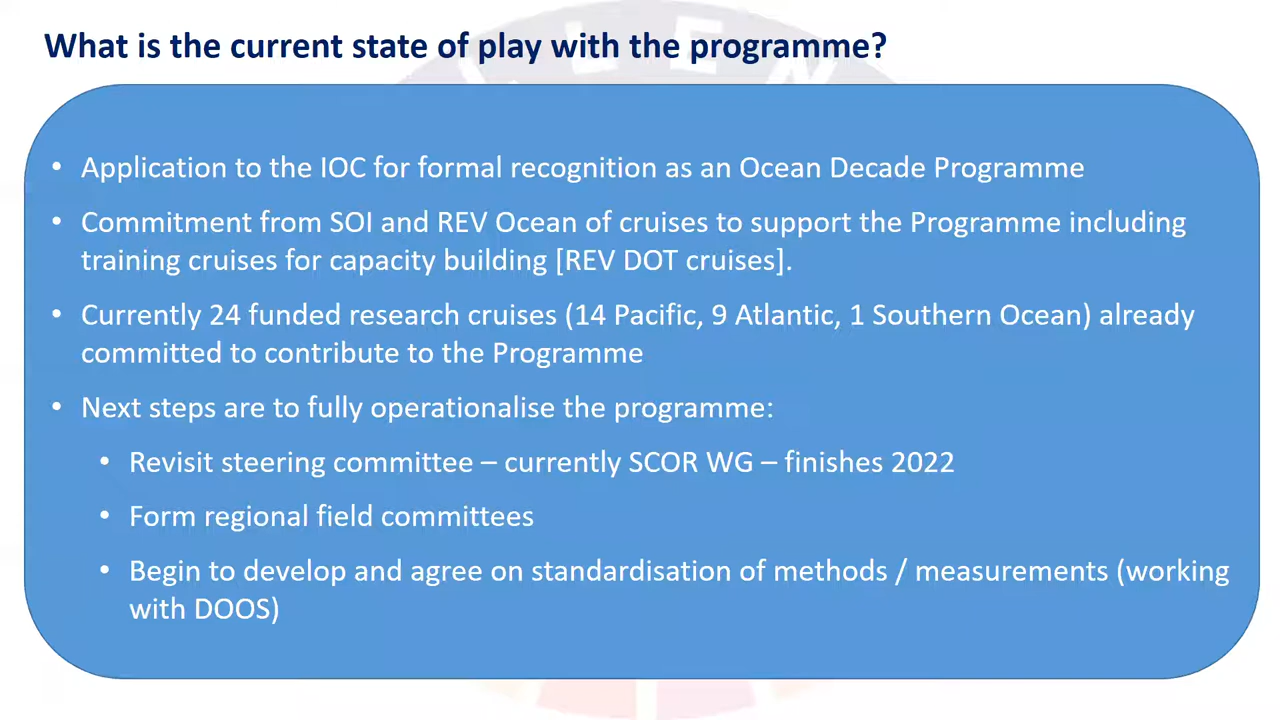 What is the current state of play with the programme?
• Application to the IOC for formal recognition as an Ocean Decade Programme
• Commitment from SOI and REV Ocean of cruises to support the Programme including
training cruises for capacity building [REV DOT cruises].
• Currently 24 funded research cruises (14 Pacific, 9 Atlantic, 1 Southern Ocean) already
committed to contribute to the Programme
• Next steps are to fully operationalise the programme:
• Revisit steering committee – currently SCOR WG – finishes 2022
• Form regional field committees
• Begin to develop and agree on standardisation of methods / measurements (working
with DOOS)